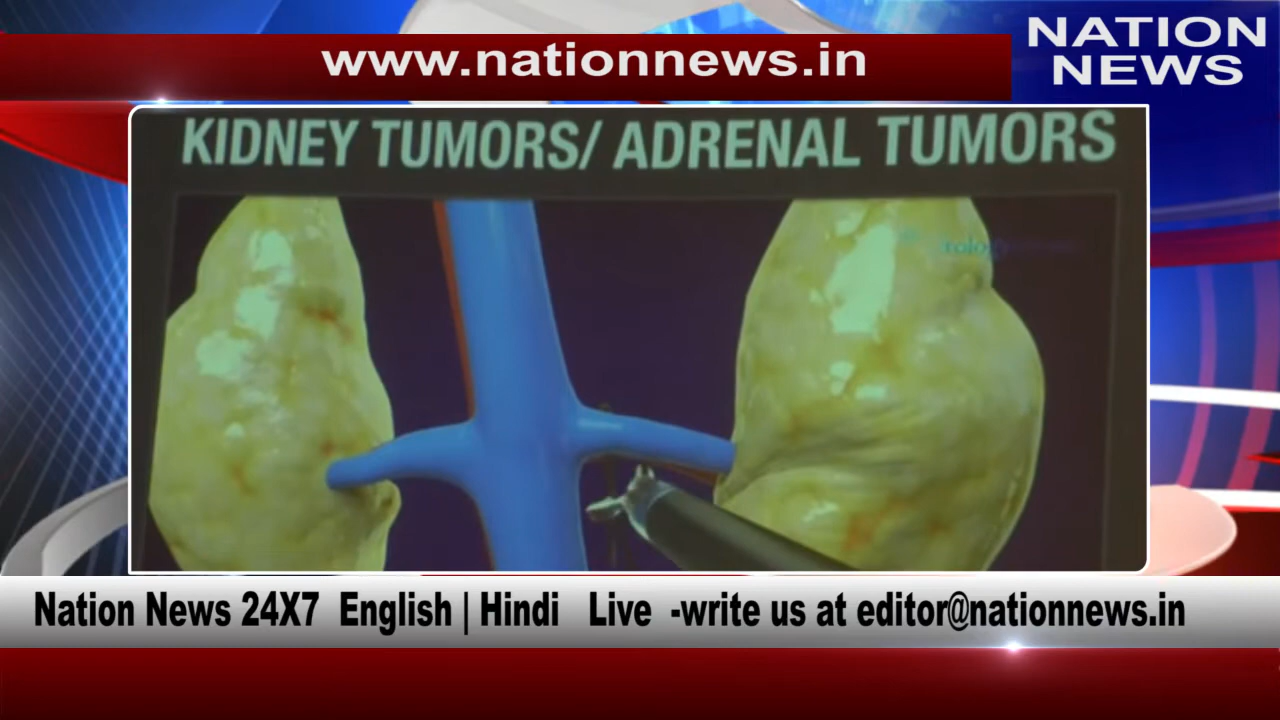 www.nationnews.in
NATION
NEWS
KIDNEY TUMORS/ ADRENAL TUMORS
Nation News 24X7 English | Hindi Live -write us at editor@nationnews.in